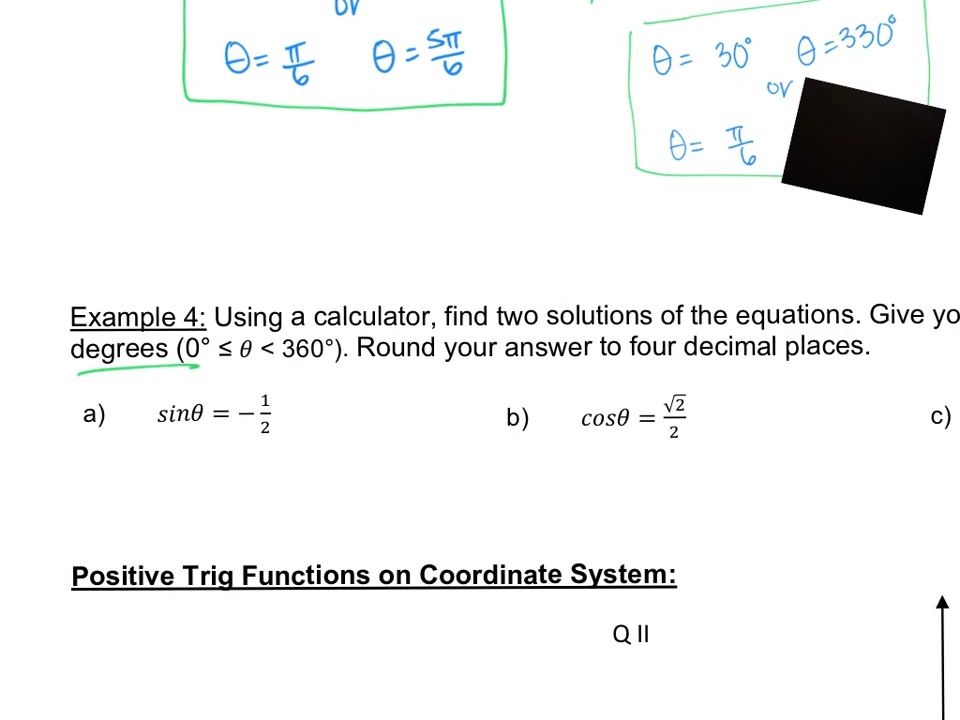 or
θ = π/6 θ = 5π/6
θ = 30° θ = 330°
or
θ = π/6
Example 4: Using a calculator, find two solutions of the equations. Give yo
degrees (0° ≤ θ < 360°). Round your answer to four decimal places.
a) sinθ = −1/2 b) cosθ = √2/2 c)
Positive Trig Functions on Coordinate System:
Q II